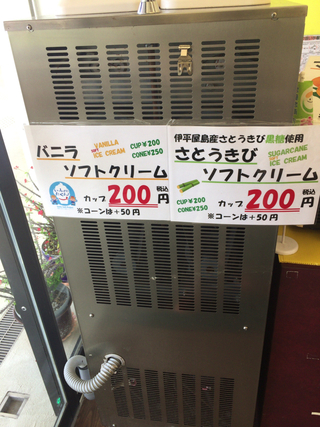 バニラ
VANILLA
ICE CREAM
CUP¥200
CONE¥250
ソフトクリーム
カップ200円
税込
※コーンは+50円
伊平屋島産さとうきび黒糖使用
さとうきび
SUGARCANE
ICE CREAM
ソフトクリーム
CUP¥200
CONE¥250
カップ200円
税込
※コーンは+50円